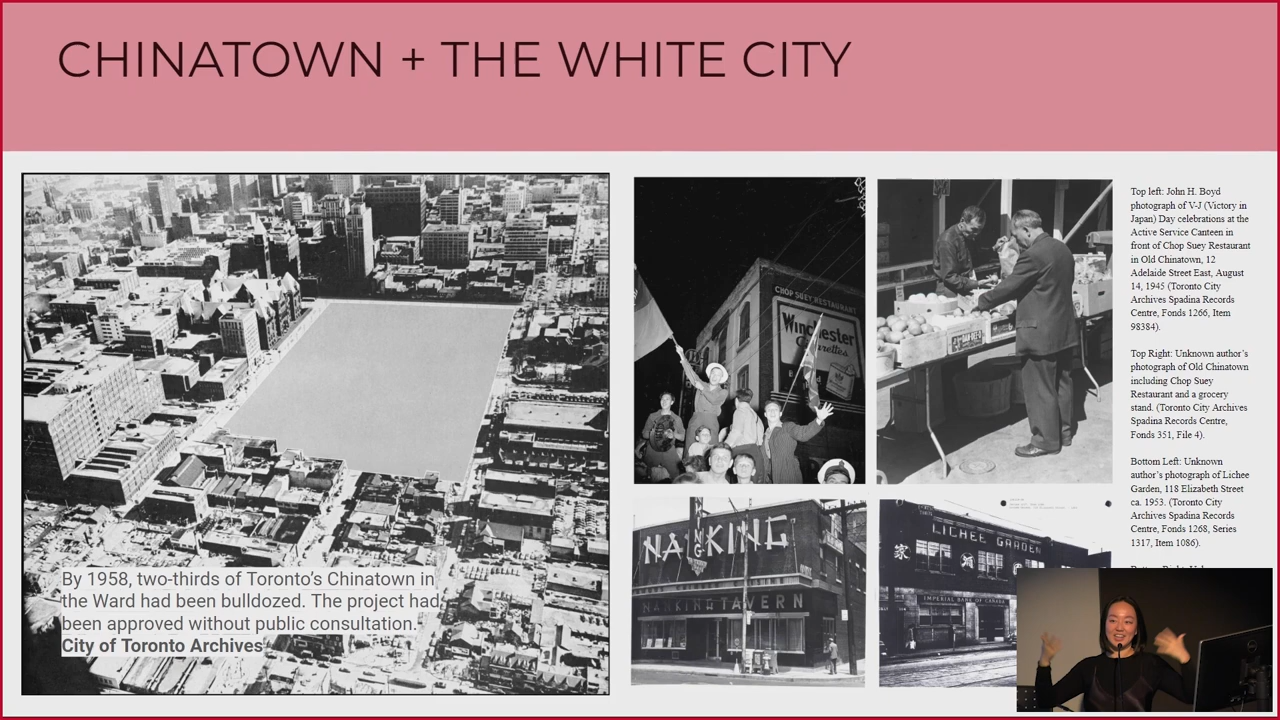 CHINATOWN + THE WHITE CITY
By 1958, two-thirds of Toronto’s Chinatown in
the Ward had been bulldozed. The project had
been approved without public consultation.
City of Toronto Archives
CHOP SUEY RESTAURANT
Winchester
Cigarettes
NANKING
NANKING TAVERN
LICHEE GARDEN
家
IMPERIAL BANK OF CANADA
Top left: John H. Boyd
photograph of V-J (Victory in
Japan) Day celebrations at the
Active Service Canteen in
front of Chop Suey Restaurant
in Old Chinatown, 12
Adelaide Street East, August
14, 1945 (Toronto City
Archives Spadina Records
Centre, Fonds 1266, Item
98384).
Top Right: Unknown author’s
photograph of Old Chinatown
including Chop Suey
Restaurant and a grocery
stand. (Toronto City Archives
Spadina Records Centre,
Fonds 351, File 4).
Bottom Left: Unknown
author’s photograph of Lichee
Garden, 118 Elizabeth Street
ca. 1953. (Toronto City
Archives Spadina Records
Centre, Fonds 1268, Series
1317, Item 1086).